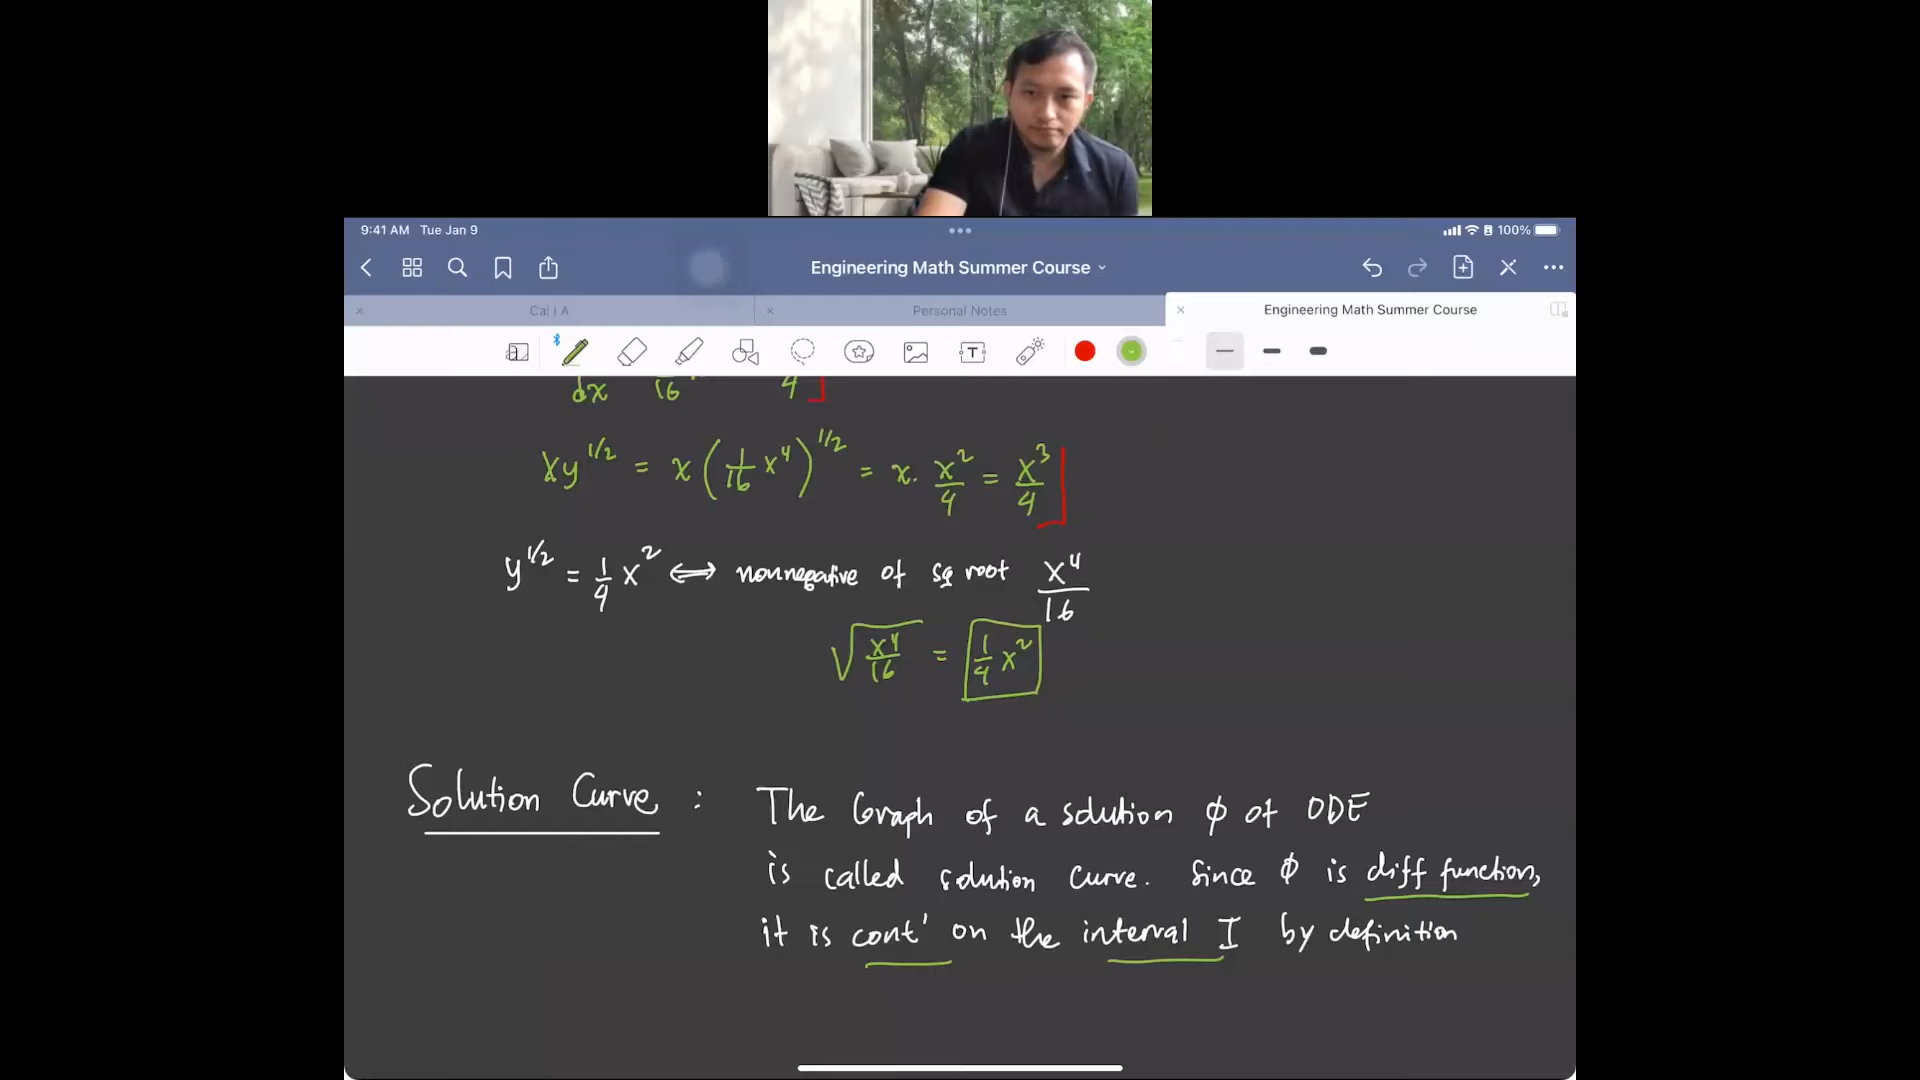 9:41 AM Tue Jan 9
100%
Engineering Math Summer Course
Cal I A
Personal Notes
Engineering Math Summer Course
dx 16 4
xy^1/2 = x (1/16 x^4)^1/2 = x · x^2/4 = x^3/4
y^1/2 = 1/4 x^2 ⟺ nonnegative of sq root x^4/16
√(x^4/16) = 1/4 x^2
Solution Curve : The Graph of a solution ϕ of ODE
is called solution curve. Since ϕ is diff function,
it is cont' on the interval I by definition